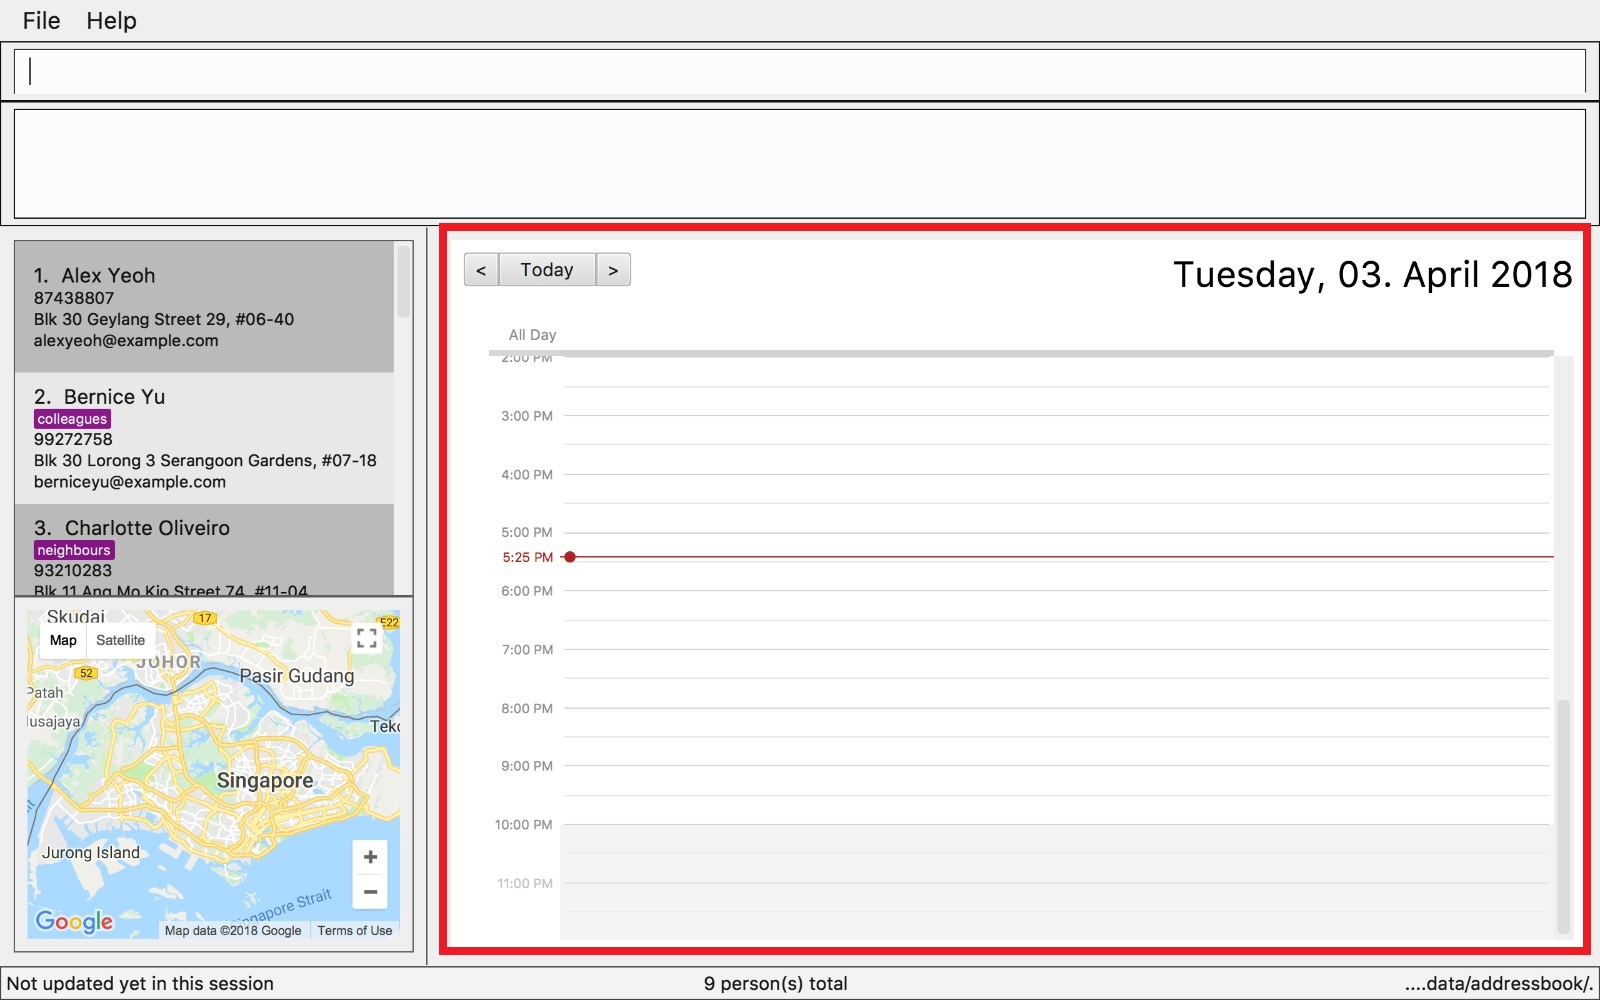 File Help
1. Alex Yeoh
87438807
Blk 30 Geylang Street 29, #06-40
alexyeoh@example.com
2. Bernice Yu
colleagues
99272758
Blk 30 Lorong 3 Serangoon Gardens, #07-18
berniceyu@example.com
3. Charlotte Oliveiro
neighbours
93210283
Blk 11 Ang Mo Kio Street 74, #11-04
Skudai
17
E22
Map Satellite
JOHOR
52
Pasir Gudang
Patah
usajaya
Teko
Singapore
Jurong Island
Singapore Strait
+
−
Google
Map data ©2018 Google Terms of Use
< Today >
Tuesday, 03. April 2018
All Day
2:00 PM
3:00 PM
4:00 PM
5:00 PM
5:25 PM
6:00 PM
7:00 PM
8:00 PM
9:00 PM
10:00 PM
11:00 PM
Not updated yet in this session 9 person(s) total ....data/addressbook/.